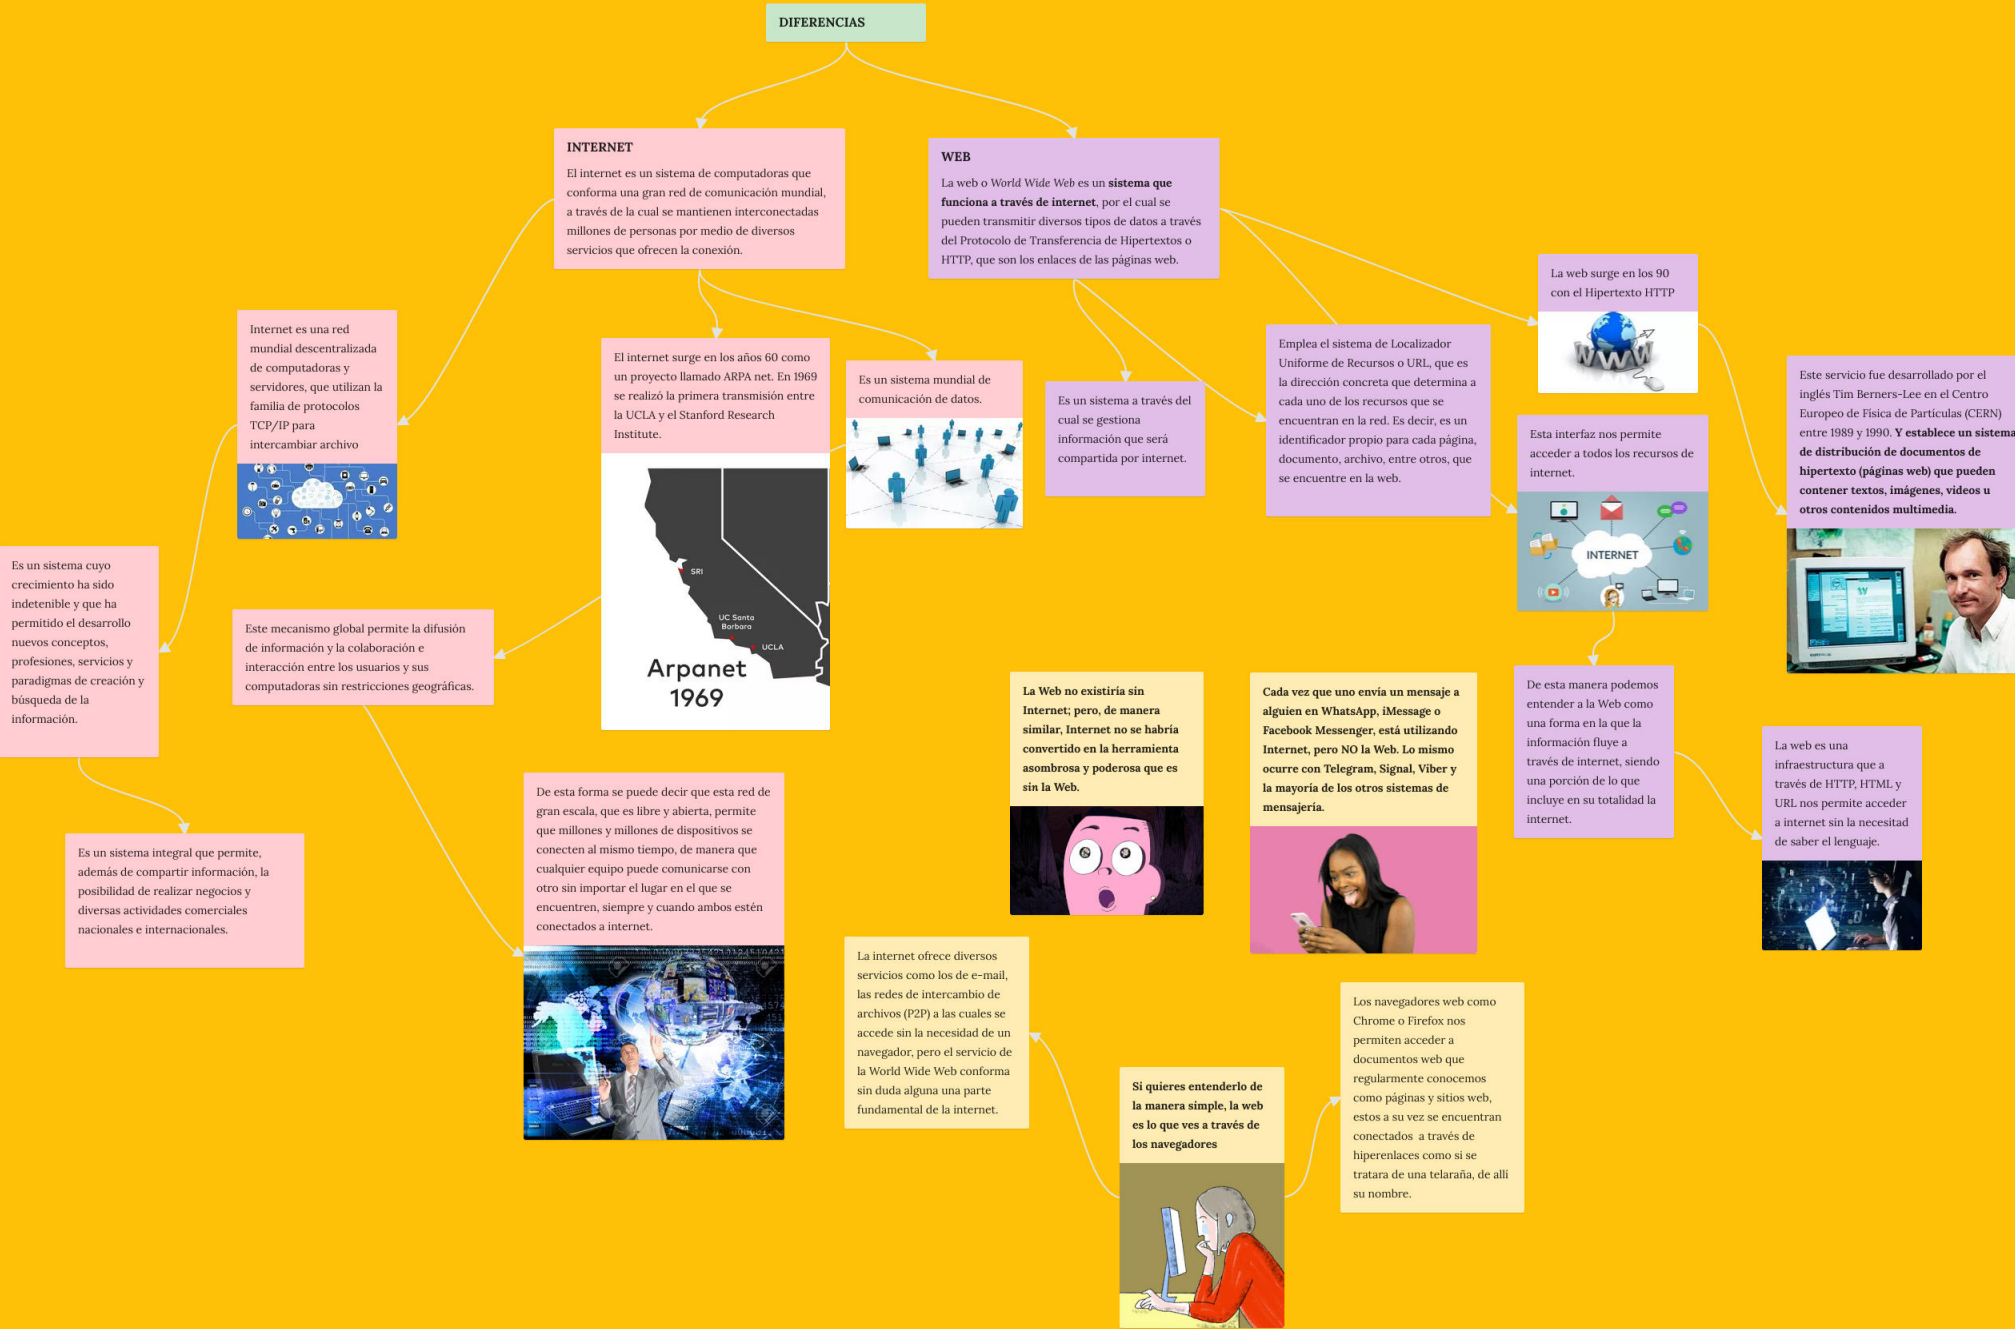 DIFERENCIAS
INTERNET
El internet es un sistema de computadoras que
conforma una gran red de comunicación mundial,
a través de la cual se mantienen interconectadas
millones de personas por medio de diversos
servicios que ofrecen la conexión.
WEB
La web o World Wide Web es un sistema que
funciona a través de internet, por el cual se
pueden transmitir diversos tipos de datos a través
del Protocolo de Transferencia de Hipertextos o
HTTP, que son los enlaces de las páginas web.
Internet es una red
mundial descentralizada
de computadoras y
servidores, que utilizan la
familia de protocolos
TCP/IP para
intercambiar archivo
El internet surge en los años 60 como
un proyecto llamado ARPA net. En 1969
se realizó la primera transmisión entre
la UCLA y el Stanford Research
Institute.
SRI
UC Santa
Barbara
UCLA
Arpanet
1969
Es un sistema mundial de
comunicación de datos.
Es un sistema a través del
cual se gestiona
información que será
compartida por internet.
Emplea el sistema de Localizador
Uniforme de Recursos o URL, que es
la dirección concreta que determina a
cada uno de los recursos que se
encuentran en la red. Es decir, es un
identificador propio para cada página,
documento, archivo, entre otros, que
se encuentre en la web.
La web surge en los 90
con el Hipertexto HTTP
WWW
Esta interfaz nos permite
acceder a todos los recursos de
internet.
INTERNET
Este servicio fue desarrollado por el
inglés Tim Berners-Lee en el Centro
Europeo de Física de Partículas (CERN)
entre 1989 y 1990. Y establece un sistema
de distribución de documentos de
hipertexto (páginas web) que pueden
contener textos, imágenes, videos u
otros contenidos multimedia.
Es un sistema cuyo
crecimiento ha sido
indetenible y que ha
permitido el desarrollo
nuevos conceptos,
profesiones, servicios y
paradigmas de creación y
búsqueda de la
información.
Este mecanismo global permite la difusión
de información y la colaboración e
interacción entre los usuarios y sus
computadoras sin restricciones geográficas.
Es un sistema integral que permite,
además de compartir información, la
posibilidad de realizar negocios y
diversas actividades comerciales
nacionales e internacionales.
De esta forma se puede decir que esta red de
gran escala, que es libre y abierta, permite
que millones y millones de dispositivos se
conecten al mismo tiempo, de manera que
cualquier equipo puede comunicarse con
otro sin importar el lugar en el que se
encuentren, siempre y cuando ambos estén
conectados a internet.
La Web no existiría sin
Internet; pero, de manera
similar, Internet no se habría
convertido en la herramienta
asombrosa y poderosa que es
sin la Web.
Cada vez que uno envía un mensaje a
alguien en WhatsApp, iMessage o
Facebook Messenger, está utilizando
Internet, pero NO la Web. Lo mismo
ocurre con Telegram, Signal, Viber y
la mayoría de los otros sistemas de
mensajería.
De esta manera podemos
entender a la Web como
una forma en la que la
información fluye a
través de internet, siendo
una porción de lo que
incluye en su totalidad la
internet.
La web es una
infraestructura que a
través de HTTP, HTML y
URL nos permite acceder
a internet sin la necesitad
de saber el lenguaje.
La internet ofrece diversos
servicios como los de e-mail,
las redes de intercambio de
archivos (P2P) a las cuales se
accede sin la necesidad de un
navegador, pero el servicio de
la World Wide Web conforma
sin duda alguna una parte
fundamental de la internet.
Si quieres entenderlo de
la manera simple, la web
es lo que ves a través de
los navegadores
Los navegadores web como
Chrome o Firefox nos
permiten acceder a
documentos web que
regularmente conocemos
como páginas y sitios web,
estos a su vez se encuentran
conectados a través de
hiperenlaces como si se
tratara de una telaraña, de allí
su nombre.